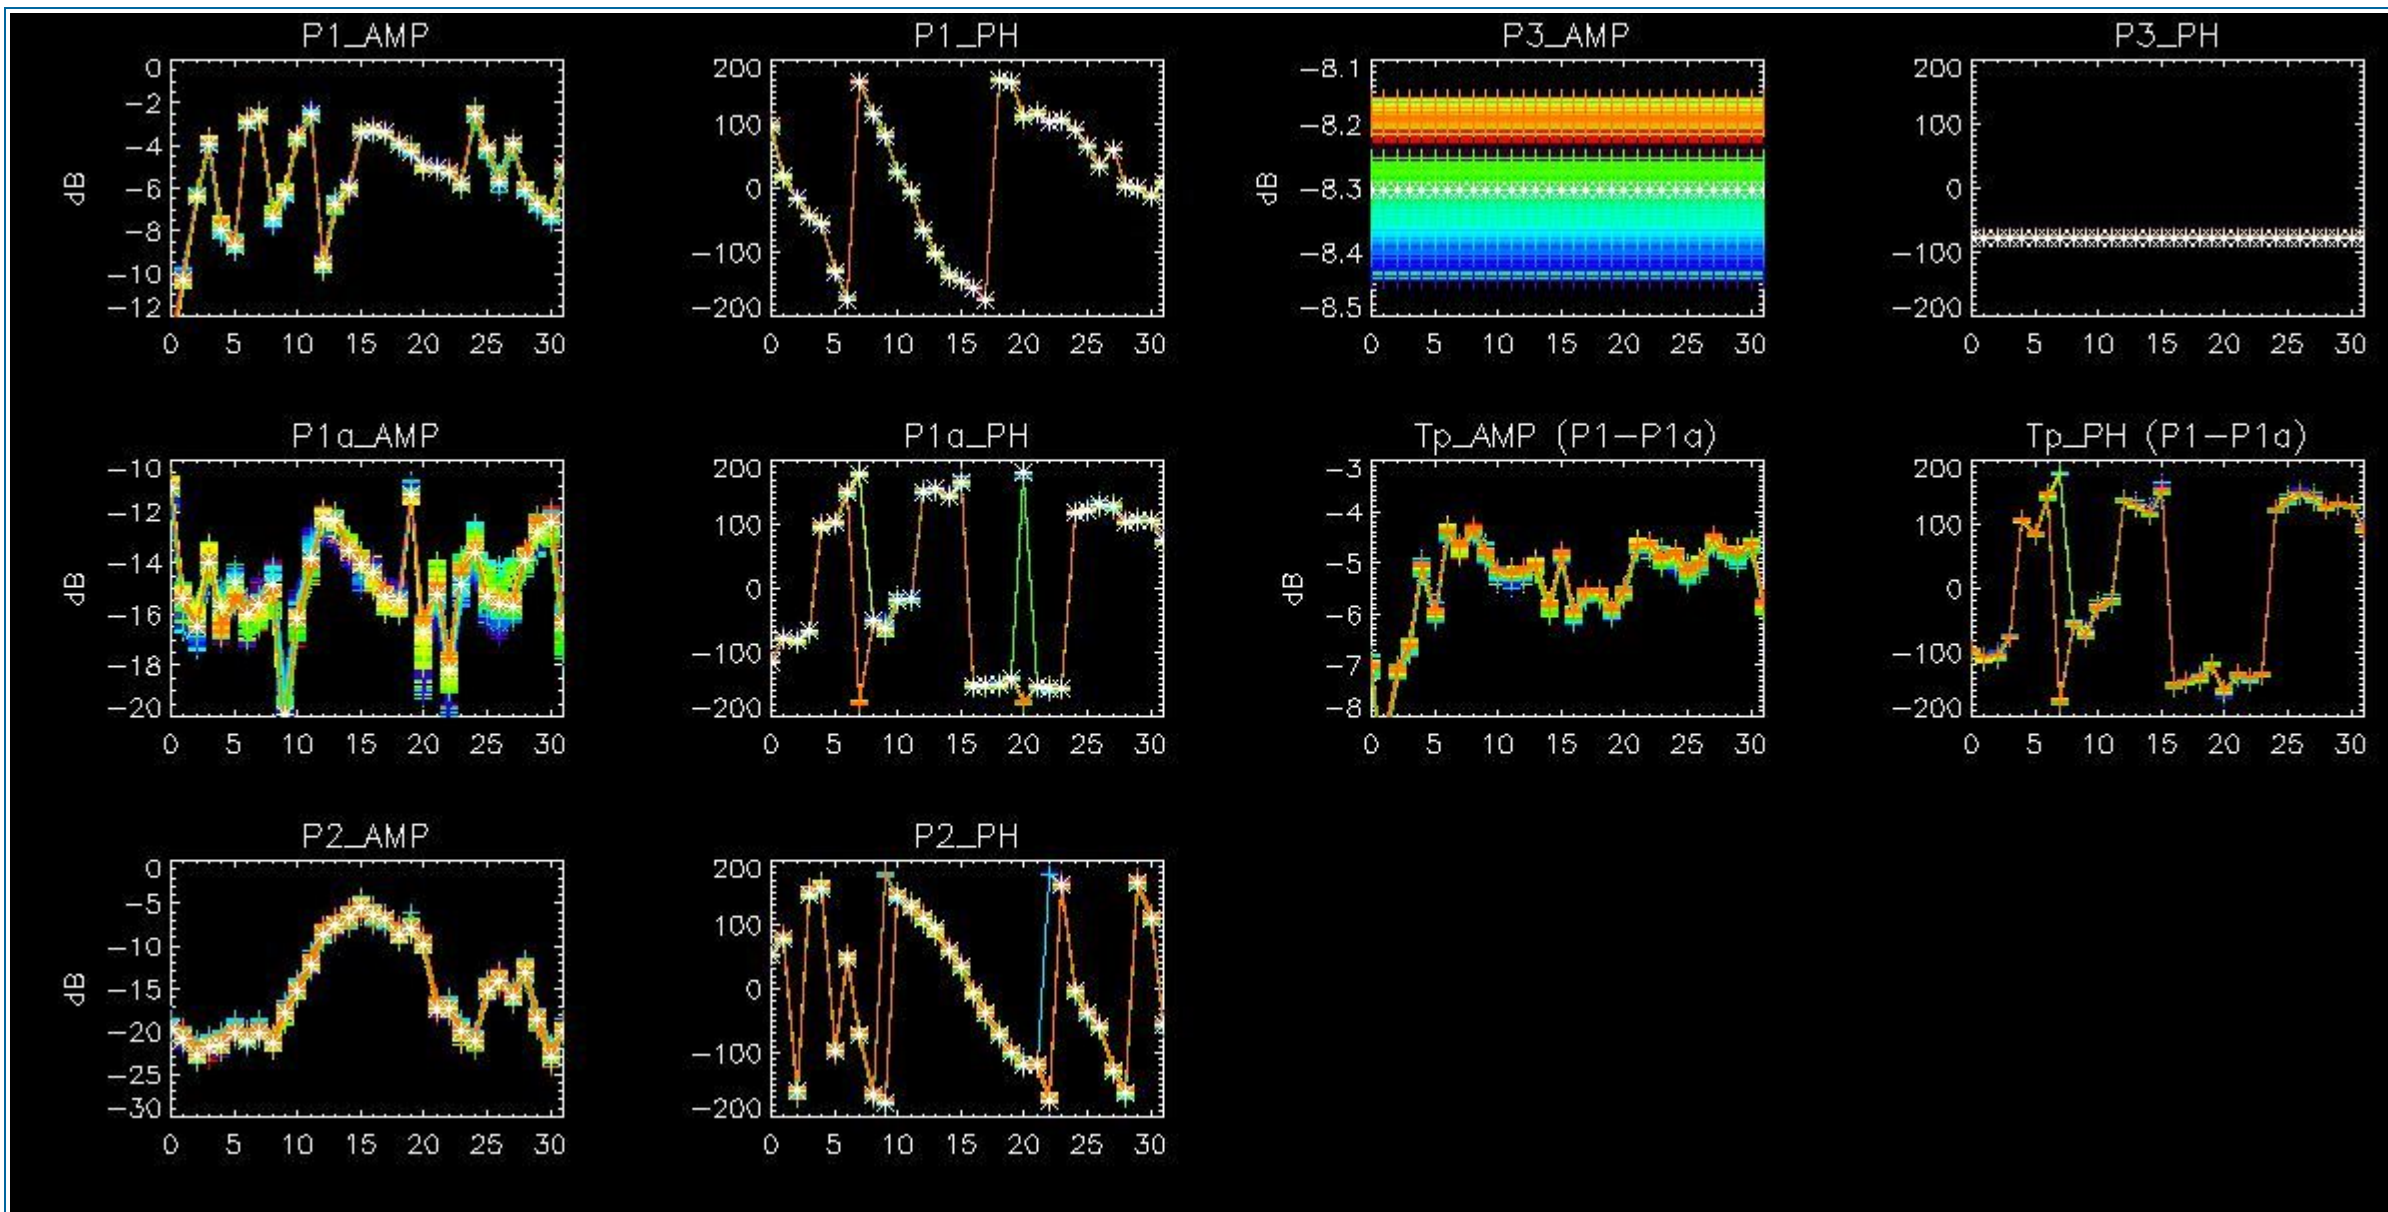 P1_AMP P1_PH P3_AMP P3_PH
0 200 -8.1 200
-2 100 -8.2 100
-4 0 -8.3 0
-6 -100 -8.4 -100
-8 -200 -8.5 -200
-10
-12
dB dB
0 5 10 15 20 25 30 0 5 10 15 20 25 30 0 5 10 15 20 25 30 0 5 10 15 20 25 30
P1a_AMP P1a_PH Tp_AMP (P1-P1a) Tp_PH (P1-P1a)
-10 200 -3 200
-12 100 -4 100
-14 0 -5 0
-16 -100 -6 -100
-18 -200 -7 -200
-20 -8
dB dB
0 5 10 15 20 25 30 0 5 10 15 20 25 30 0 5 10 15 20 25 30 0 5 10 15 20 25 30
P2_AMP P2_PH
0 200
-5 100
-10 0
-15 -100
-20 -200
-25
-30
dB
0 5 10 15 20 25 30 0 5 10 15 20 25 30